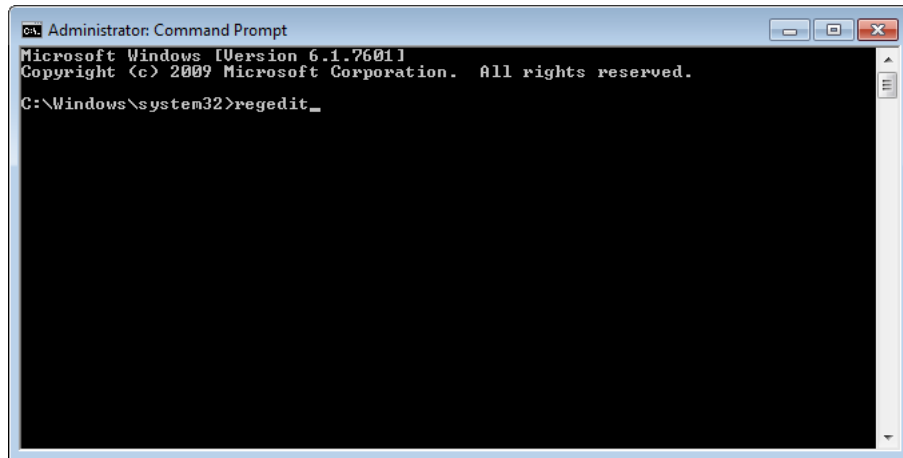 Administrator: Command Prompt
Microsoft Windows [Version 6.1.7601]
Copyright (c) 2009 Microsoft Corporation.  All rights reserved.
C:\Windows\system32>regedit_